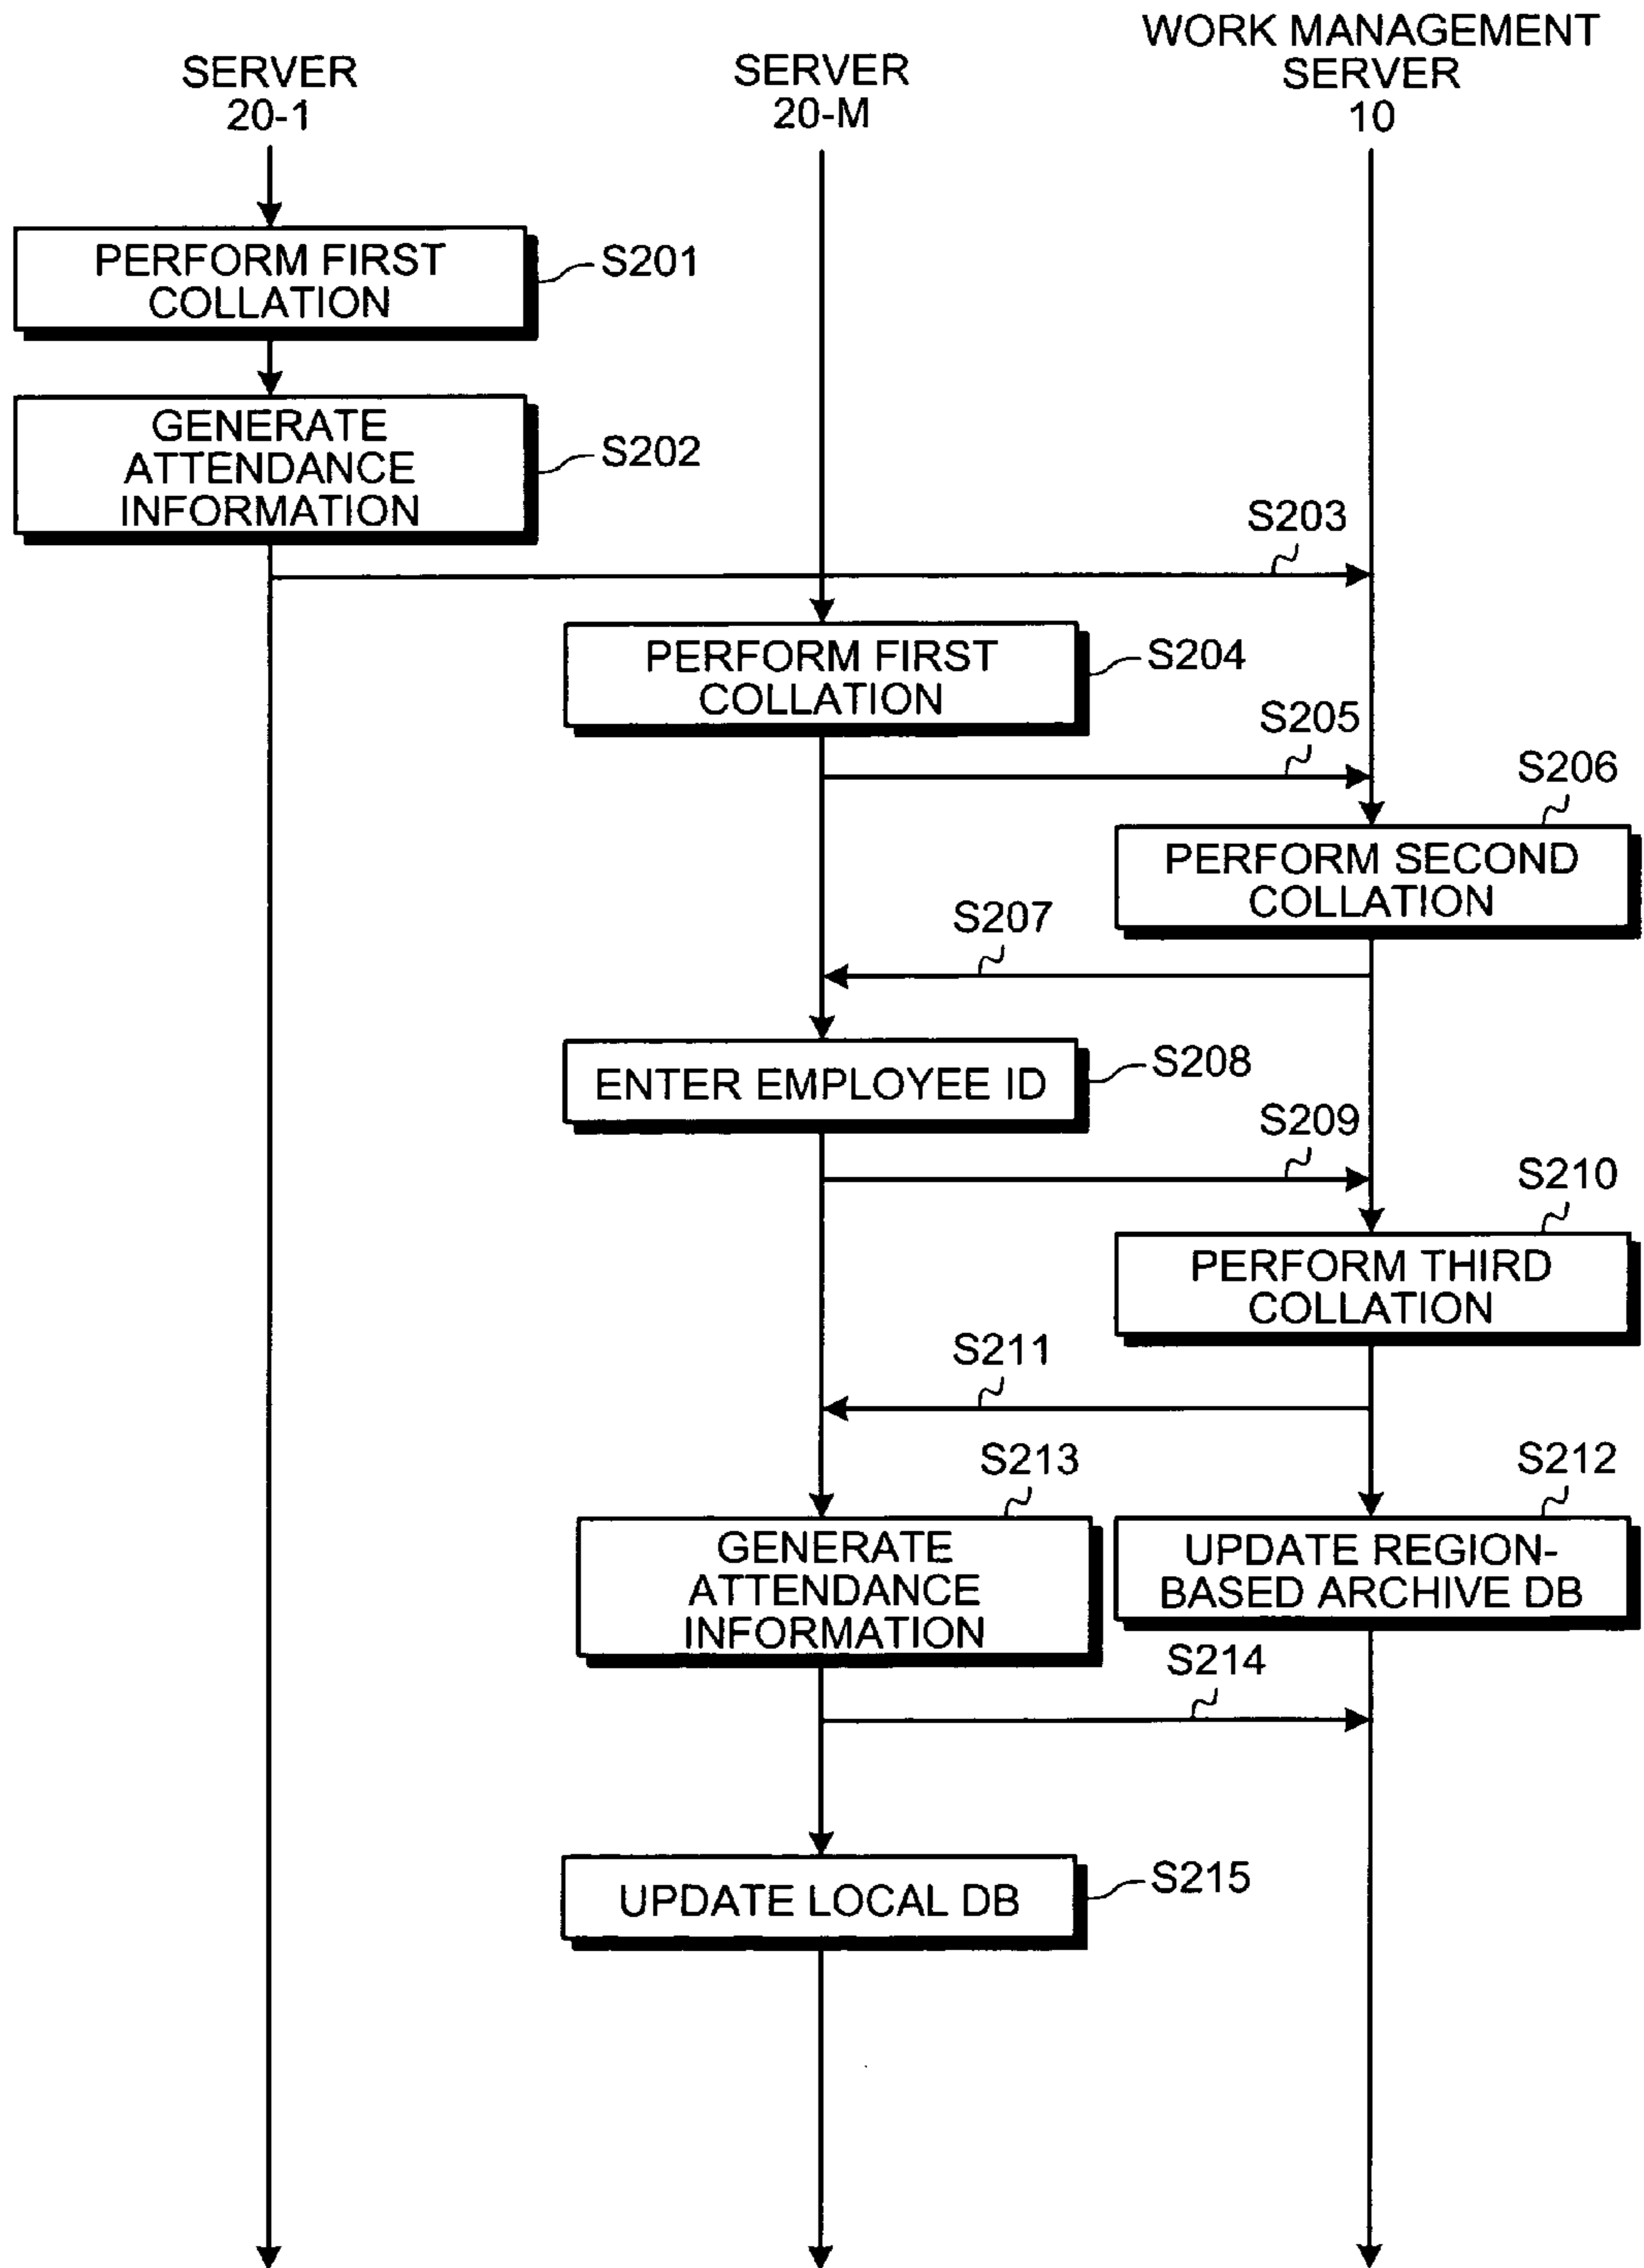 SERVER
20-1
SERVER
20-M
WORK MANAGEMENT
SERVER
10
PERFORM FIRST
COLLATION
S201
GENERATE
ATTENDANCE
INFORMATION
S202
S203
PERFORM FIRST
COLLATION
S204
S205
S206
PERFORM SECOND
COLLATION
S207
ENTER EMPLOYEE ID
S208
S209
S210
PERFORM THIRD
COLLATION
S211
S213
GENERATE
ATTENDANCE
INFORMATION
S212
UPDATE REGION-
BASED ARCHIVE DB
S214
UPDATE LOCAL DB
S215